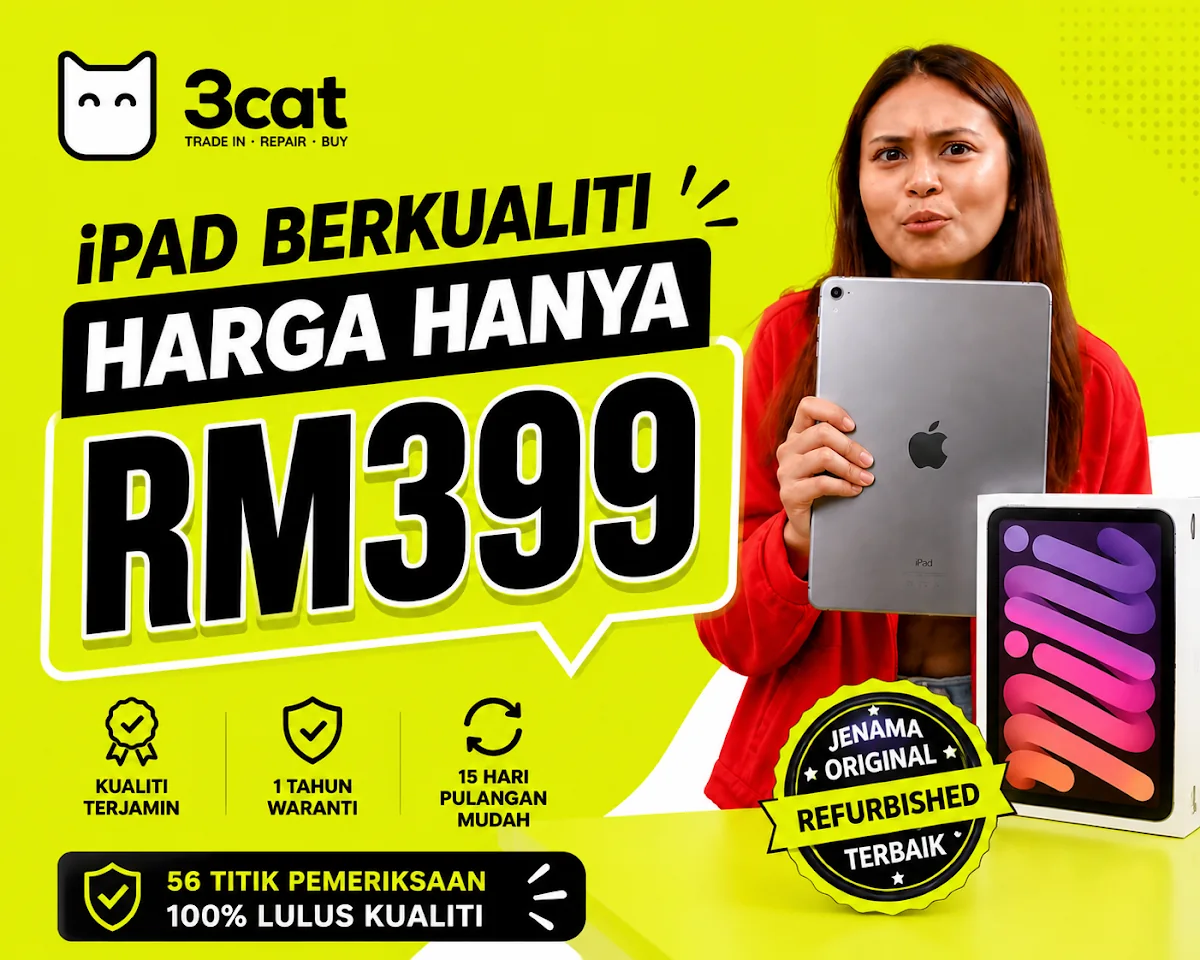 3cat
TRADE IN · REPAIR · BUY
iPAD BERKUALITI
HARGA HANYA
RM399
KUALITI
TERJAMIN
1 TAHUN
WARANTI
15 HARI
PULANGAN
MUDAH
56 TITIK PEMERIKSAAN
100% LULUS KUALITI
iPad
JENAMA
ORIGINAL
REFURBISHED
TERBAIK